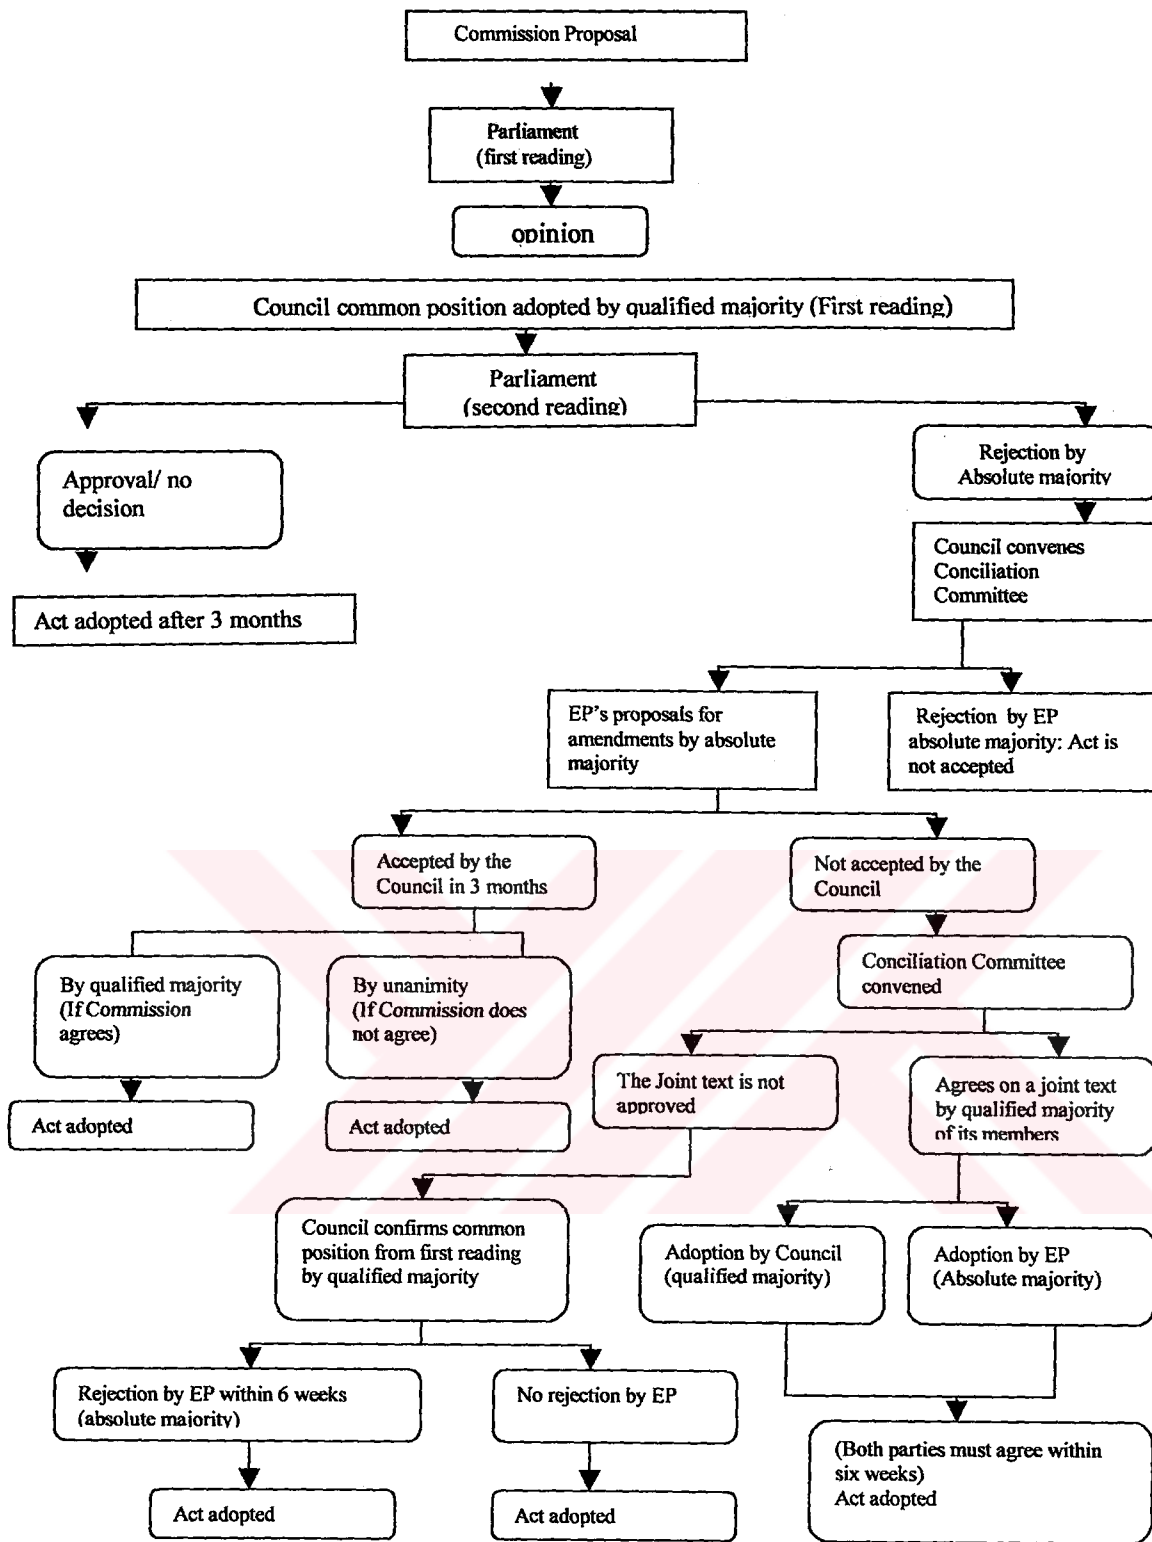 Commission Proposal
Parliament
(first reading)
opinion
Council common position adopted by qualified majority (First reading)
Parliament
(second reading)
Approval/ no
decision
Act adopted after 3 months
Rejection by
Absolute majority
Council convenes
Conciliation
Committee
EP's proposals for
amendments by absolute
majority
Rejection by EP
absolute majority: Act is
not accepted
Accepted by the
Council in 3 months
Not accepted by the
Council
By qualified majority
(If Commission
agrees)
By unanimity
(If Commission does
not agree)
Conciliation Committee
convened
Act adopted
Act adopted
The Joint text is not
approved
Agrees on a joint text
by qualified majority
of its members
Council confirms common
position from first reading
by qualified majority
Adoption by Council
(qualified majority)
Adoption by EP
(Absolute majority)
Rejection by EP within 6 weeks
(absolute majority)
No rejection by EP
(Both parties must agree within
six weeks)
Act adopted
Act adopted
Act adopted